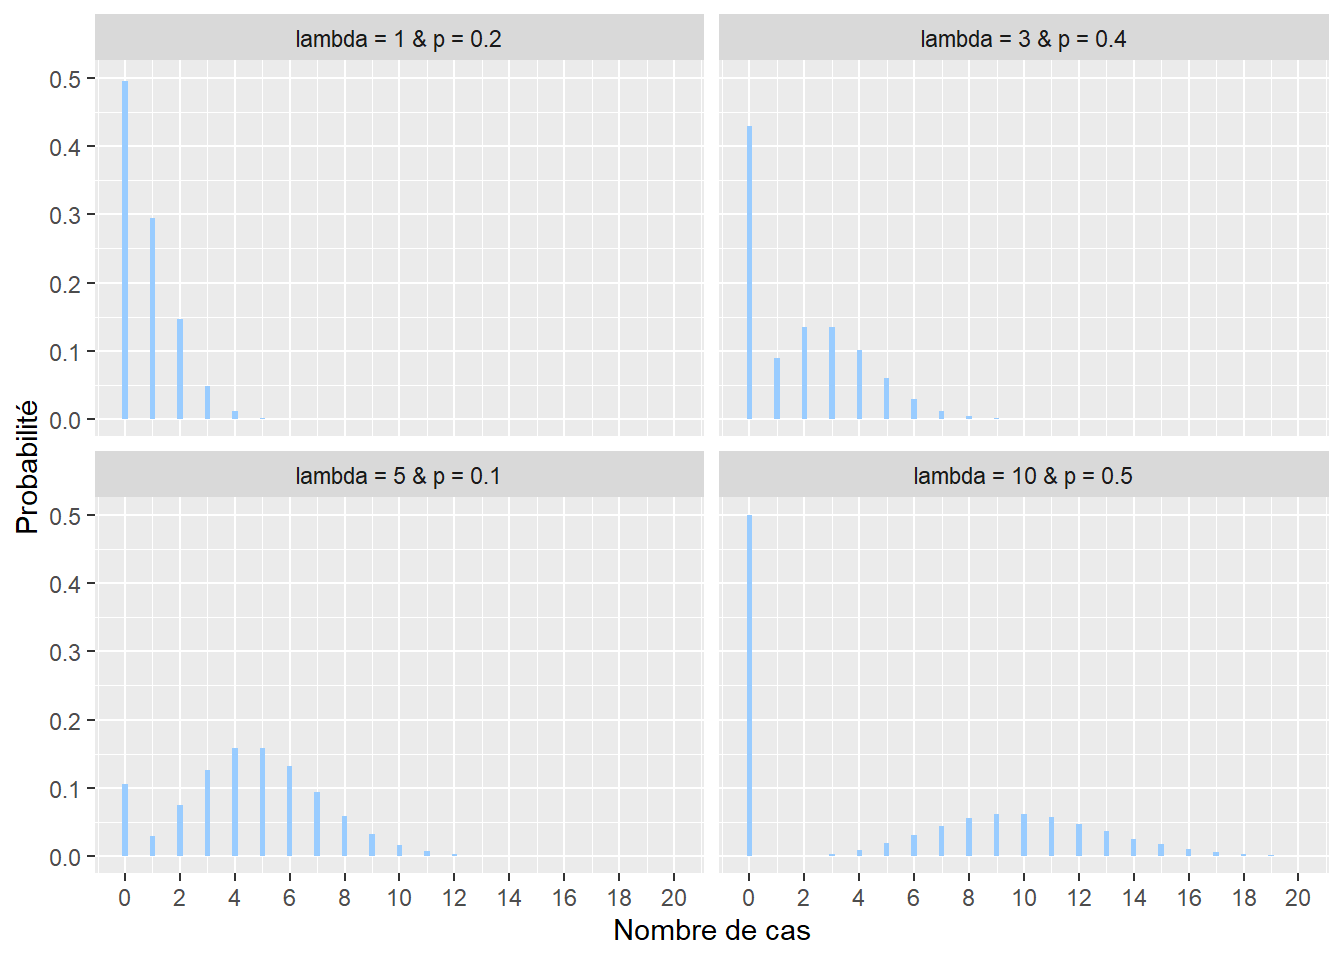 lambda = 1 & p = 0.2
lambda = 3 & p = 0.4
0.5
0.4
0.3
0.2
0.1
0.0
Probabilité
lambda = 5 & p = 0.1
lambda = 10 & p = 0.5
0.5
0.4
0.3
0.2
0.1
0.0
0 2 4 6 8 10 12 14 16 18 20
0 2 4 6 8 10 12 14 16 18 20
Nombre de cas